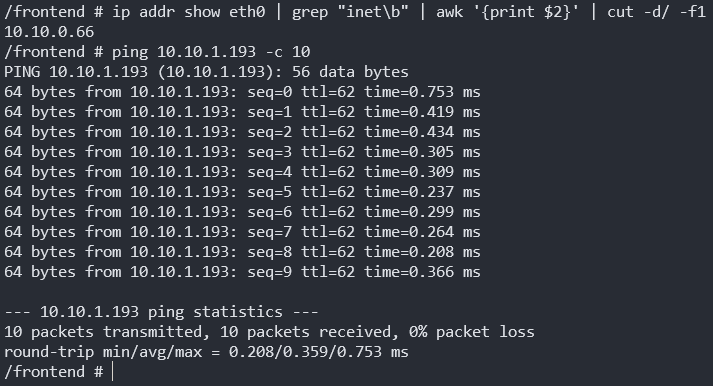 /frontend # ip addr show eth0 | grep "inet\b" | awk '{print $2}' | cut -d/ -f1
10.10.0.66
/frontend # ping 10.10.1.193 -c 10
PING 10.10.1.193 (10.10.1.193): 56 data bytes
64 bytes from 10.10.1.193: seq=0 ttl=62 time=0.753 ms
64 bytes from 10.10.1.193: seq=1 ttl=62 time=0.419 ms
64 bytes from 10.10.1.193: seq=2 ttl=62 time=0.434 ms
64 bytes from 10.10.1.193: seq=3 ttl=62 time=0.305 ms
64 bytes from 10.10.1.193: seq=4 ttl=62 time=0.309 ms
64 bytes from 10.10.1.193: seq=5 ttl=62 time=0.237 ms
64 bytes from 10.10.1.193: seq=6 ttl=62 time=0.299 ms
64 bytes from 10.10.1.193: seq=7 ttl=62 time=0.264 ms
64 bytes from 10.10.1.193: seq=8 ttl=62 time=0.208 ms
64 bytes from 10.10.1.193: seq=9 ttl=62 time=0.366 ms
--- 10.10.1.193 ping statistics ---
10 packets transmitted, 10 packets received, 0% packet loss
round-trip min/avg/max = 0.208/0.359/0.753 ms
/frontend #